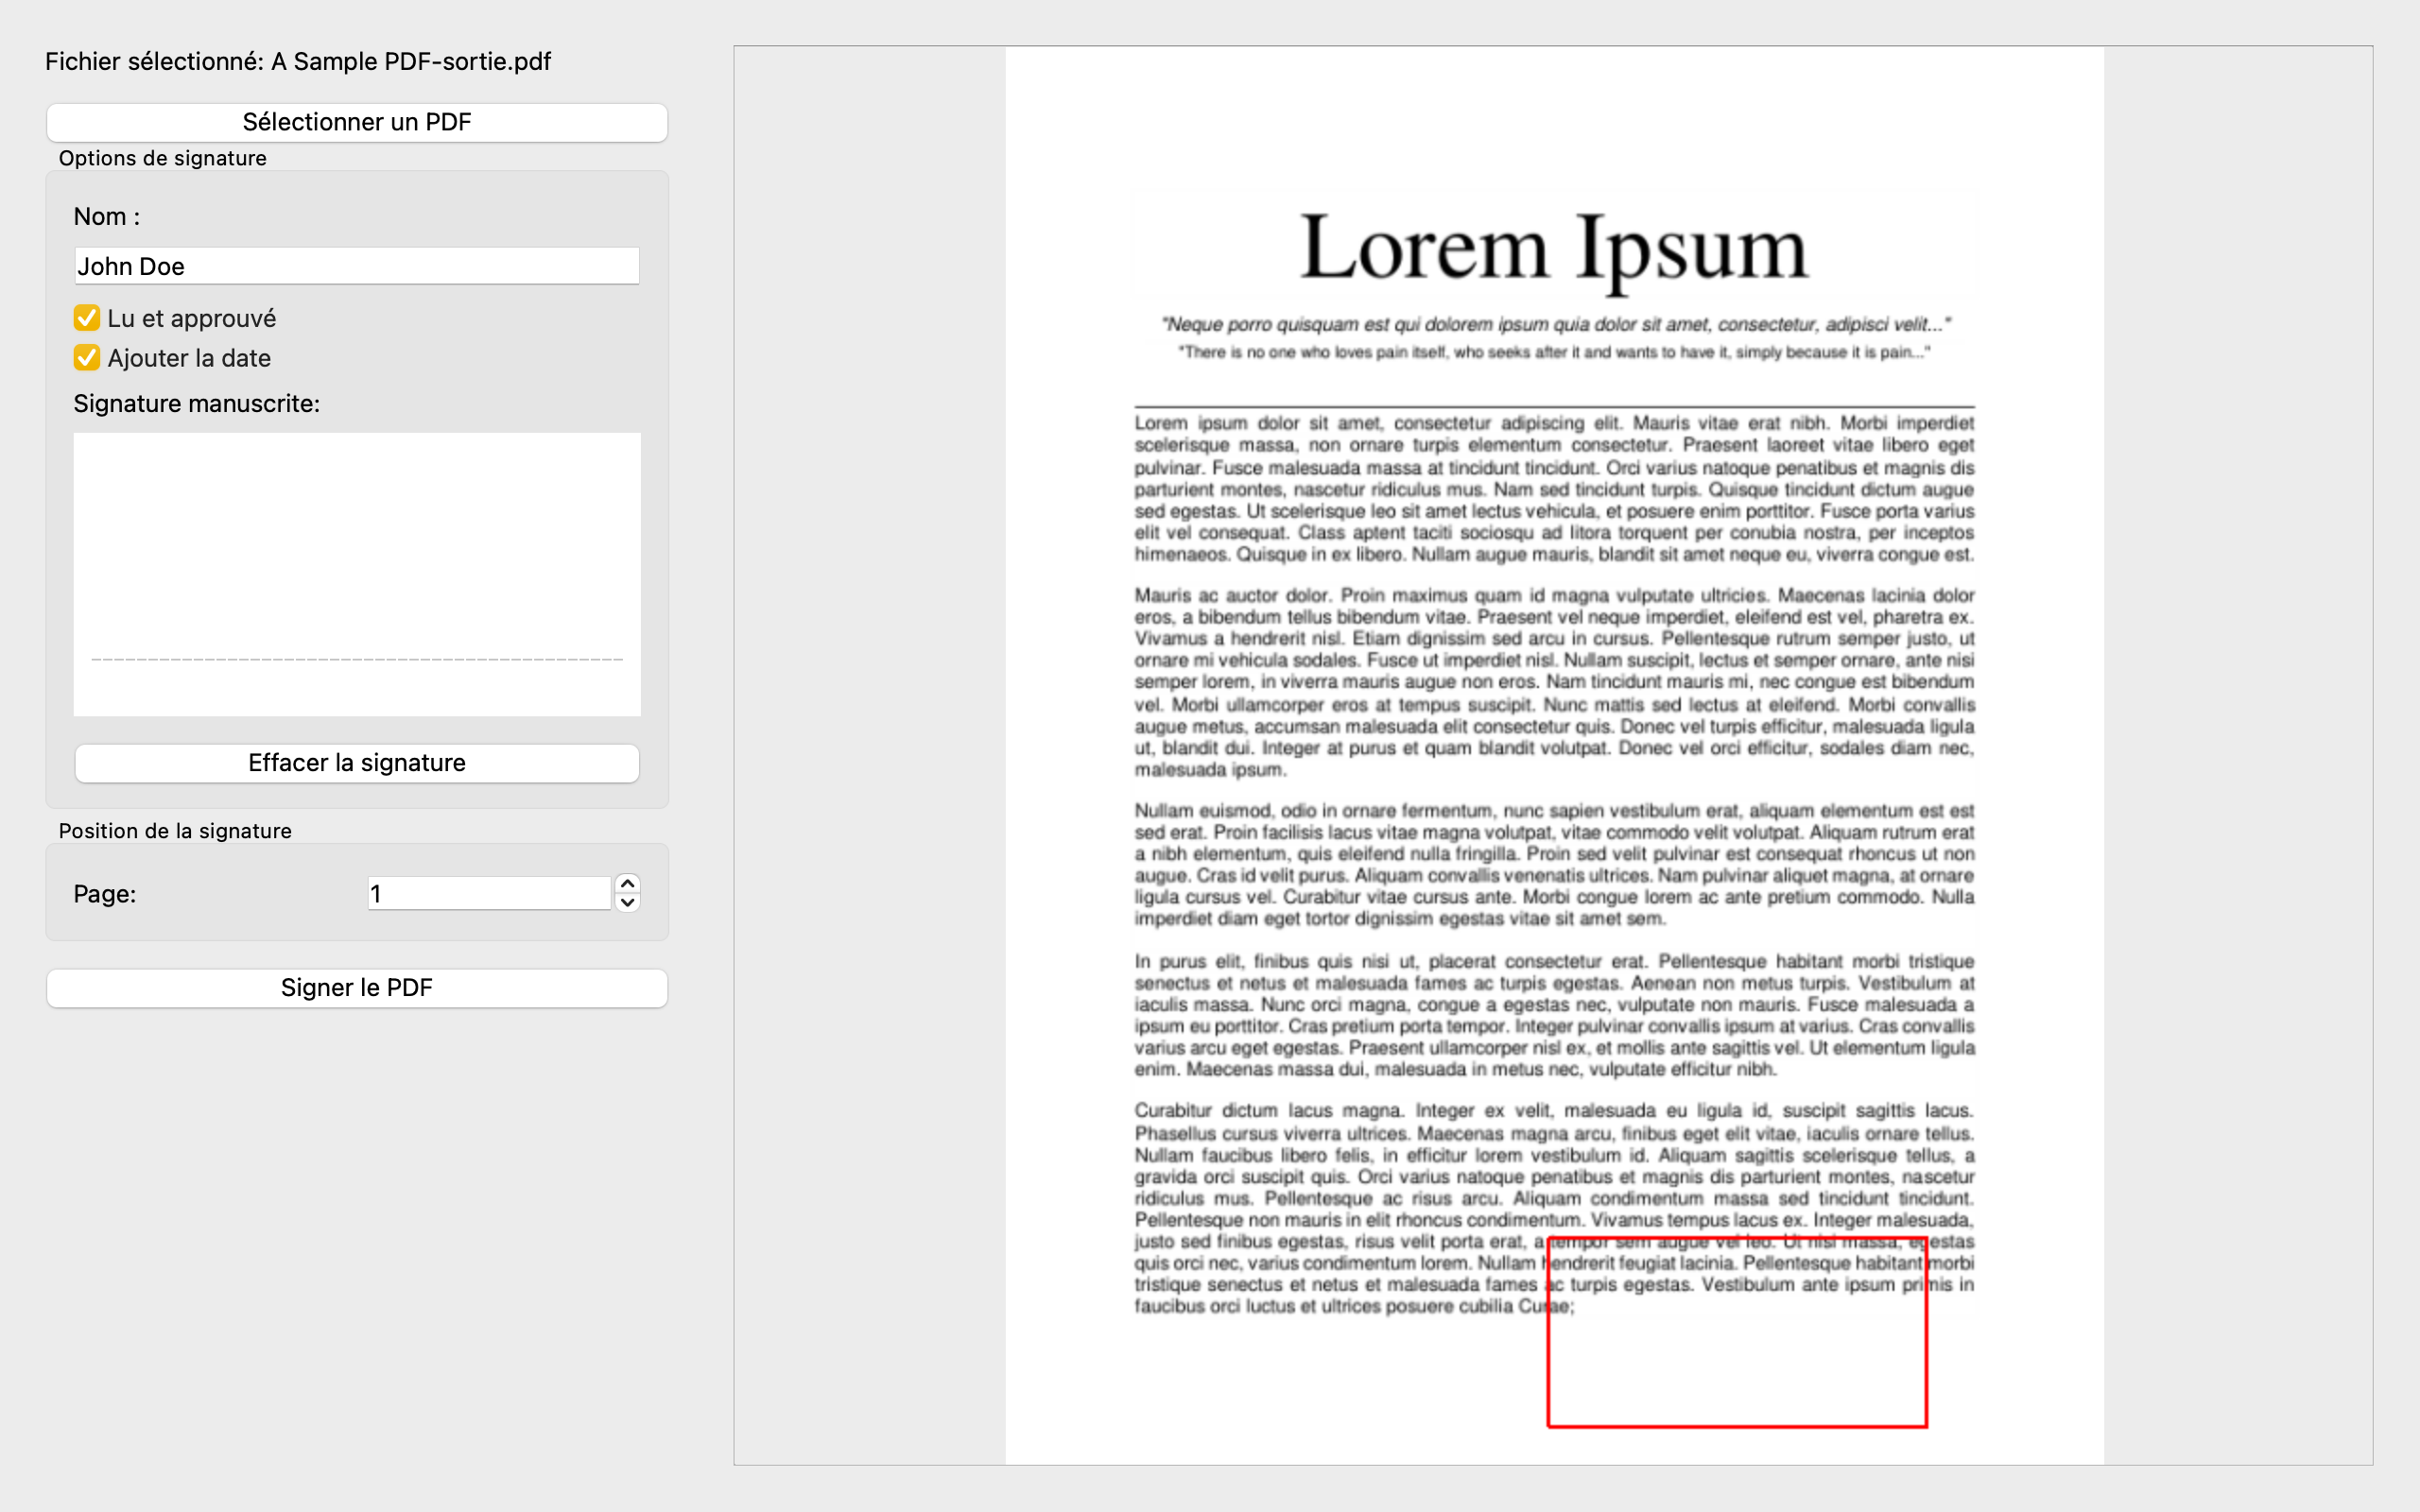 Fichier sélectionné: A Sample PDF-sortie.pdf
Sélectionner un PDF
Options de signature
Nom :
John Doe
Lu et approuvé
Ajouter la date
Signature manuscrite:
Effacer la signature
Position de la signature
Page:
1
Signer le PDF
Lorem Ipsum
"Neque porro quisquam est qui dolorem ipsum quia dolor sit amet, consectetur, adipisci velit..."
"There is no one who loves pain itself, who seeks after it and wants to have it, simply because it is pain..."
Lorem ipsum dolor sit amet, consectetur adipiscing elit. Mauris vitae erat nibh. Morbi imperdiet
scelerisque massa, non ornare turpis elementum consectetur. Praesent laoreet vitae libero eget
pulvinar. Fusce malesuada massa at tincidunt tincidunt. Orci varius natoque penatibus et magnis dis
parturient montes, nascetur ridiculus mus. Nam sed tincidunt turpis. Quisque tincidunt dictum augue
sed egestas. Ut scelerisque leo sit amet lectus vehicula, et posuere enim porttitor. Fusce porta varius
elit vel consequat. Class aptent taciti sociosqu ad litora torquent per conubia nostra, per inceptos
himenaeos. Quisque in ex libero. Nullam augue mauris, blandit sit amet neque eu, viverra congue est.
Mauris ac auctor dolor. Proin maximus quam id magna vulputate ultricies. Maecenas lacinia dolor
eros, a bibendum tellus bibendum vitae. Praesent vel neque imperdiet, eleifend est vel, pharetra ex.
Vivamus a hendrerit nisl. Etiam dignissim sed arcu in cursus. Pellentesque rutrum semper justo, ut
ornare mi vehicula sodales. Fusce ut imperdiet nisl. Nullam suscipit, lectus et semper ornare, ante nisi
semper lorem, in viverra mauris augue non eros. Nam tincidunt mauris mi, nec congue est bibendum
vel. Morbi ullamcorper eros at tempus suscipit. Nunc mattis sed lectus at eleifend. Morbi convallis
augue metus, accumsan malesuada elit consectetur quis. Donec vel turpis efficitur, malesuada ligula
ut, blandit dui. Integer at purus et quam blandit volutpat. Donec vel orci efficitur, sodales diam nec,
malesuada ipsum.
Nullam euismod, odio in ornare fermentum, nunc sapien vestibulum erat, aliquam elementum est est
sed erat. Proin facilisis lacus vitae magna volutpat, vitae commodo velit volutpat. Aliquam rutrum erat
a nibh elementum, quis eleifend nulla fringilla. Proin sed velit pulvinar est consequat rhoncus ut non
augue. Cras id velit purus. Aliquam convallis venenatis ultrices. Nam pulvinar aliquet magna, at ornare
ligula cursus vel. Curabitur vitae cursus ante. Morbi congue lorem ac ante pretium commodo. Nulla
imperdiet diam eget tortor dignissim egestas vitae sit amet sem.
In purus elit, finibus quis nisi ut, placerat consectetur erat. Pellentesque habitant morbi tristique
senectus et netus et malesuada fames ac turpis egestas. Aenean non metus turpis. Vestibulum at
iaculis massa. Nunc orci magna, congue a egestas nec, vulputate non mauris. Fusce malesuada a
ipsum eu porttitor. Cras pretium porta tempor. Integer pulvinar convallis ipsum at varius. Cras convallis
varius arcu eget egestas. Praesent ullamcorper nisl ex, et mollis ante sagittis vel. Ut elementum ligula
enim. Maecenas massa dui, malesuada in metus nec, vulputate efficitur nibh.
Curabitur dictum lacus magna. Integer ex velit, malesuada eu ligula id, suscipit sagittis lacus.
Phasellus cursus viverra ultrices. Maecenas magna arcu, finibus eget elit vitae, iaculis ornare tellus.
Nullam faucibus libero felis, in efficitur lorem vestibulum id. Aliquam sagittis scelerisque tellus, a
gravida orci suscipit quis. Orci varius natoque penatibus et magnis dis parturient montes, nascetur
ridiculus mus. Pellentesque ac risus arcu. Aliquam condimentum massa sed tincidunt tincidunt.
Pellentesque non mauris in elit rhoncus condimentum. Vivamus tempus lacus ex. Integer malesuada,
justo sed finibus egestas, risus velit porta erat, a tempor sem augue vel leo. Ut nisi massa, egestas
quis orci nec, varius condimentum lorem. Nullam hendrerit feugiat lacinia. Pellentesque habitant morbi
tristique senectus et netus et malesuada fames ac turpis egestas. Vestibulum ante ipsum primis in
faucibus orci luctus et ultrices posuere cubilia Curae;